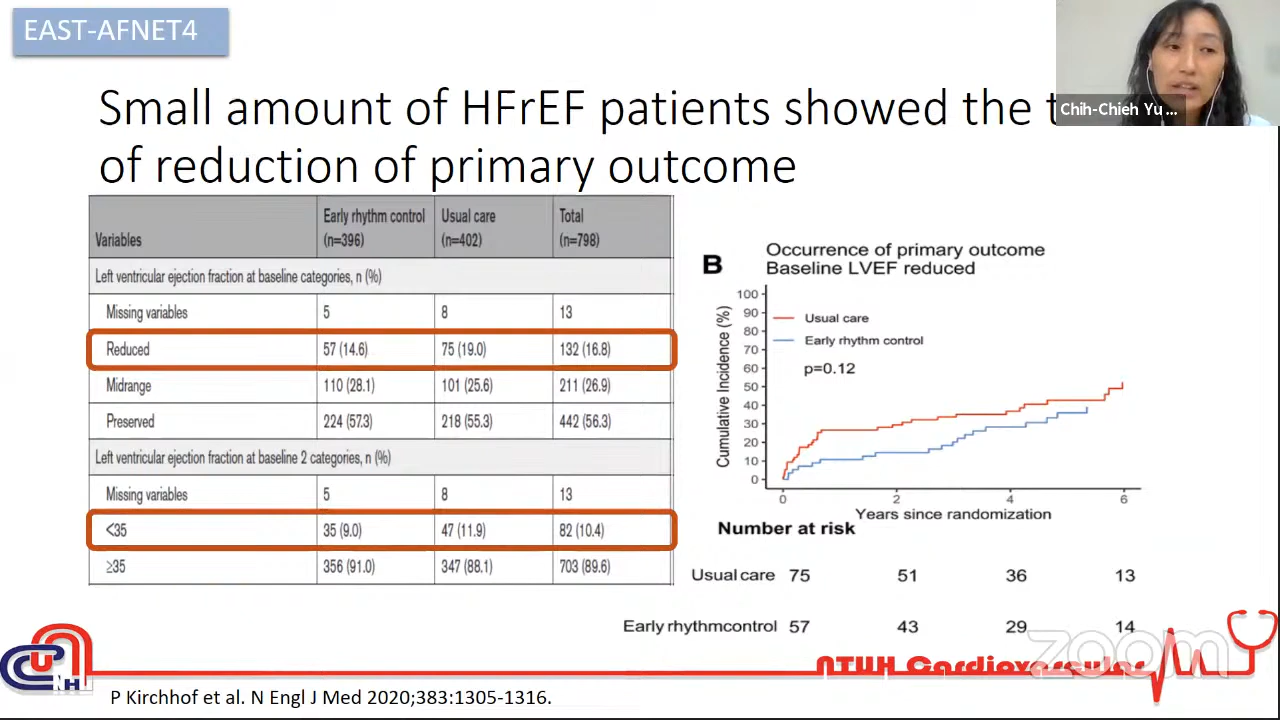 EAST-AFNET4
Small amount of HFrEF patients showed the t
of reduction of primary outcome
Chih-Chieh Yu ...
Variables
Early rhythm control
(n=396)
Usual care
(n=402)
Total
(n=798)
Left ventricular ejection fraction at baseline categories, n (%)
Missing variables 5 8 13
Reduced 57 (14.6) 75 (19.0) 132 (16.8)
Midrange 110 (28.1) 101 (25.6) 211 (26.9)
Preserved 224 (57.3) 218 (55.3) 442 (56.3)
Left ventricular ejection fraction at baseline 2 categories, n (%)
Missing variables 5 8 13
<35 35 (9.0) 47 (11.9) 82 (10.4)
≥35 356 (91.0) 347 (88.1) 703 (89.6)
B
Occurrence of primary outcome
Baseline LVEF reduced
Cumulative Incidence (%)
100
90
80
70
60
50
40
30
20
10
0
Usual care
Early rhythm control
p=0.12
0 2 4 6
Years since randomization
Number at risk
Usual care 75 51 36 13
Early rhythmcontrol 57 43 29 14
zoom
NTUH Cardiovarcular
NTUH
P Kirchhof et al. N Engl J Med 2020;383:1305-1316.